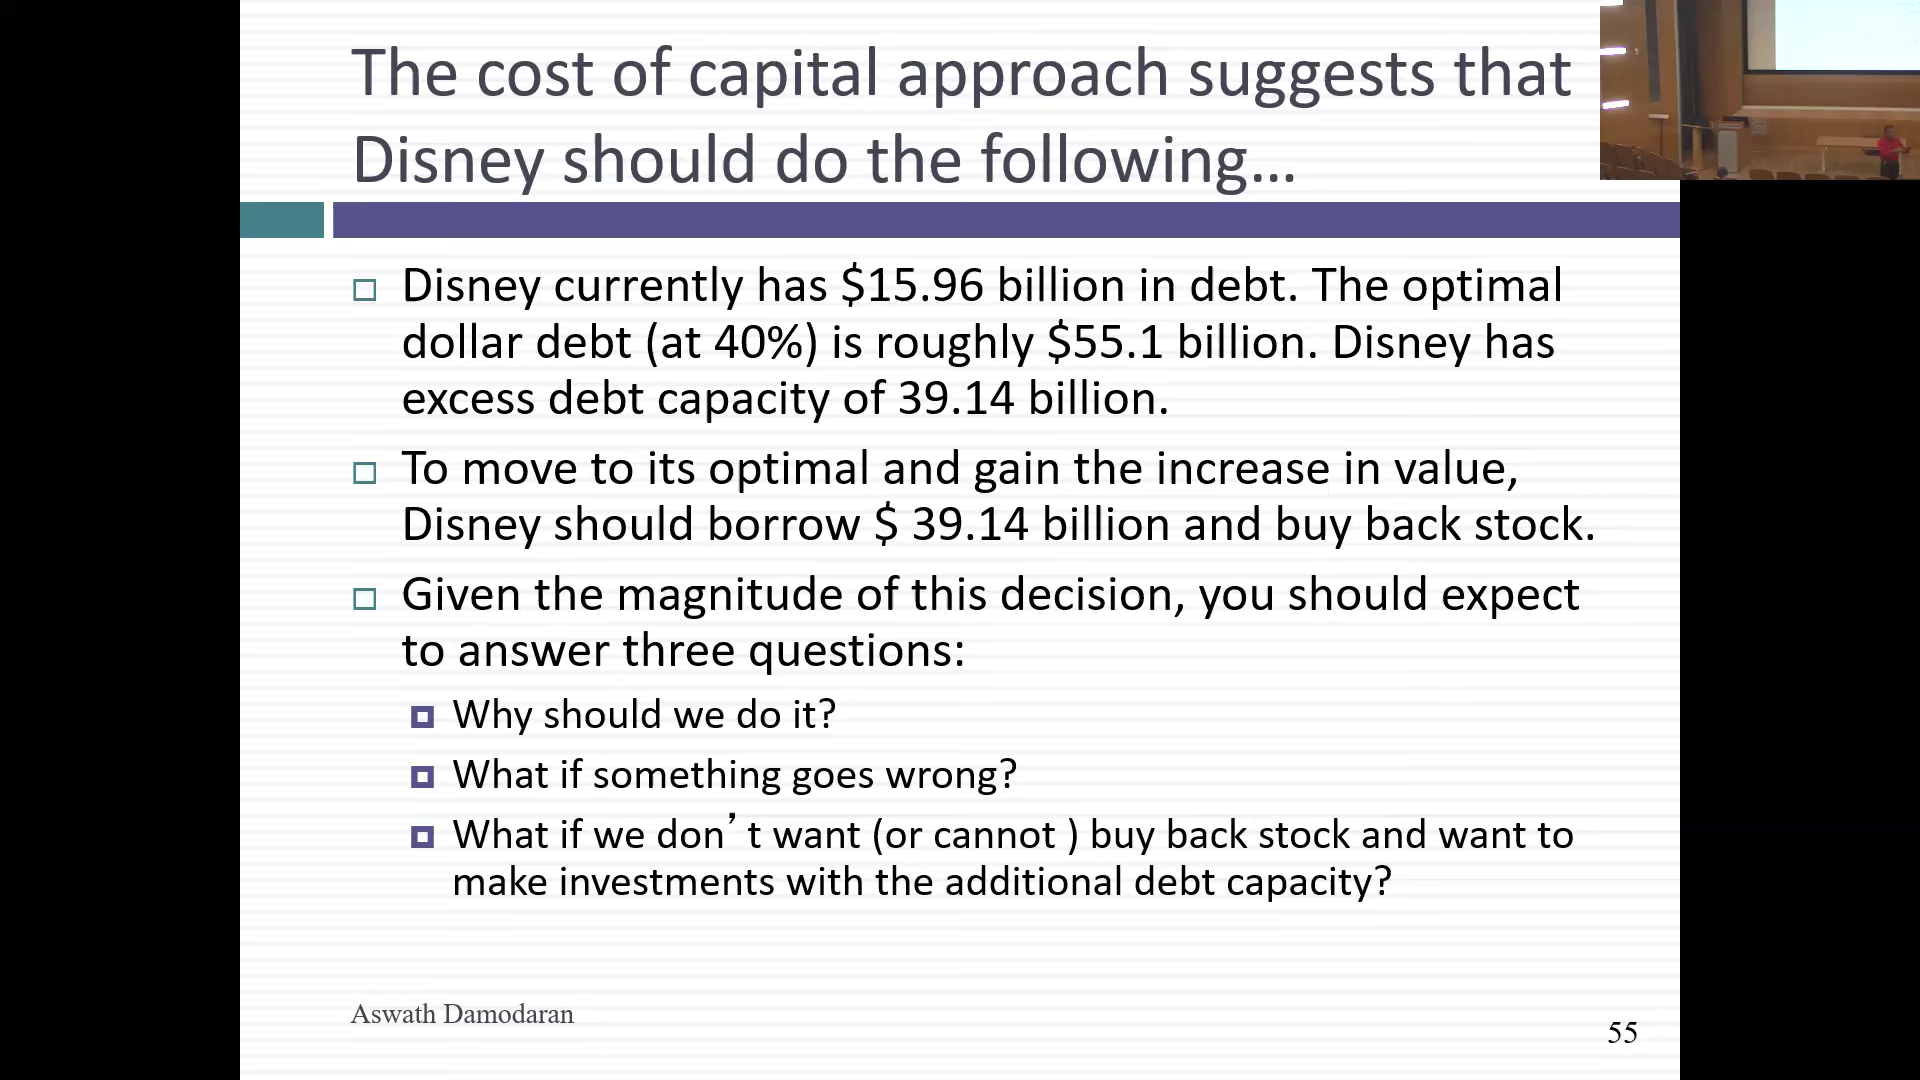 The cost of capital approach suggests that
Disney should do the following…
Disney currently has $15.96 billion in debt. The optimal
dollar debt (at 40%) is roughly $55.1 billion. Disney has
excess debt capacity of 39.14 billion.
To move to its optimal and gain the increase in value,
Disney should borrow $ 39.14 billion and buy back stock.
Given the magnitude of this decision, you should expect
to answer three questions:
Why should we do it?
What if something goes wrong?
What if we don’t want (or cannot ) buy back stock and want to
make investments with the additional debt capacity?
Aswath Damodaran
55